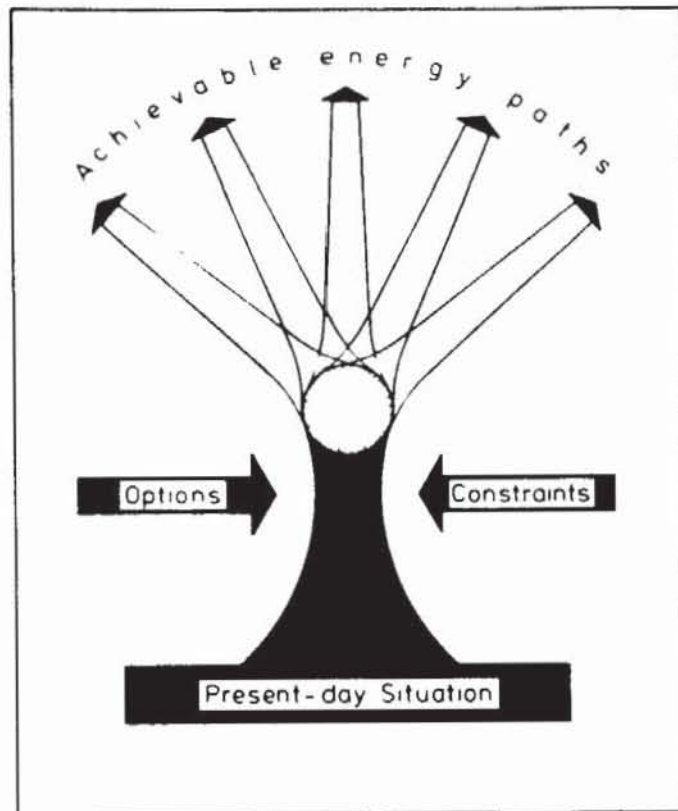 Achievable energy paths
Options
Constraints
Present-day Situation